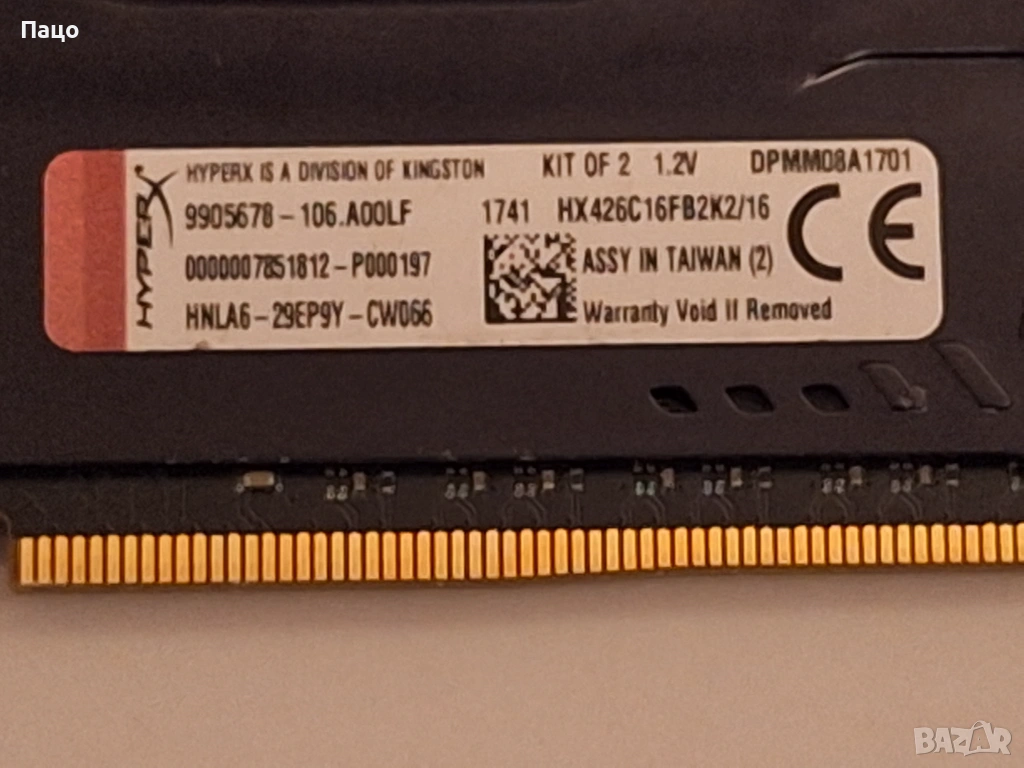 Пацо
HYPERX
HYPERX IS A DIVISION OF KINGSTON KIT OF 2 1.2V DPMM08A1701
9905678-106.A00LF 1741 HX426C16FB2K2/16 CE
0000007851812-P000197 ASSY IN TAIWAN (2)
HNLA6-29EP9Y-CW066 Warranty Void If Removed
BAZAR